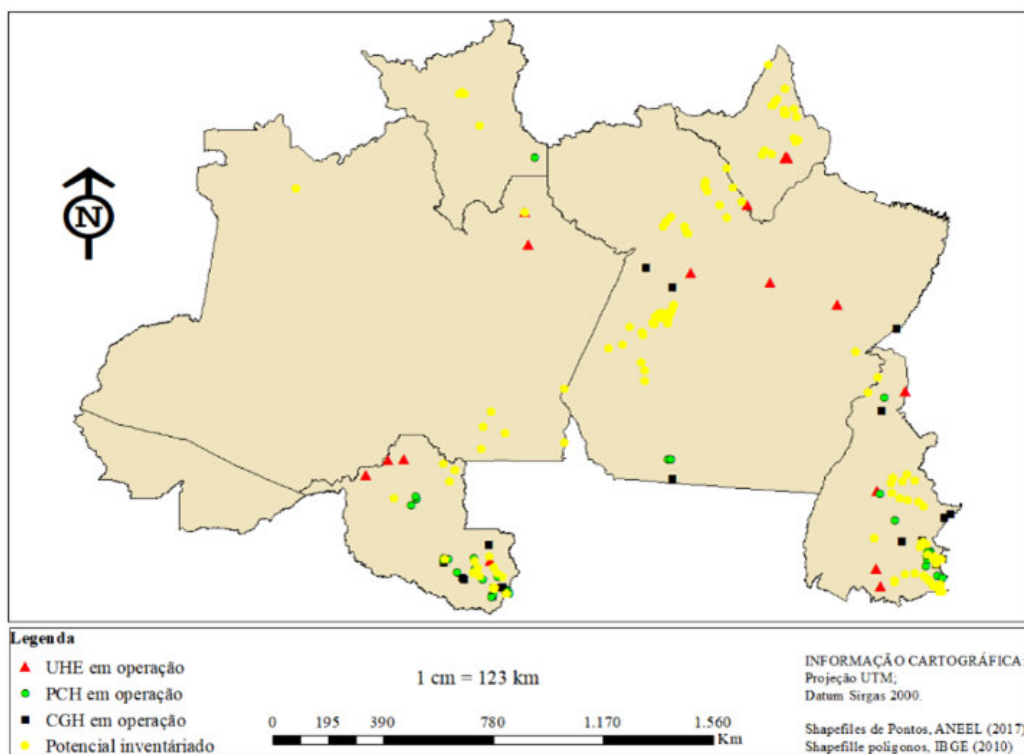 N
Legenda
UHE em operação
PCH em operação
CGH em operação
Potencial inventáriado
1 cm = 123 km
0 195 390 780 1.170 1.560
Km
INFORMAÇÃO CARTOGRÁFICA:
Projeção UTM;
Datum Sirgas 2000.
Shapefiles de Pontos, ANEEL (2017)
Shapefille polígonos, IBGE (2010)